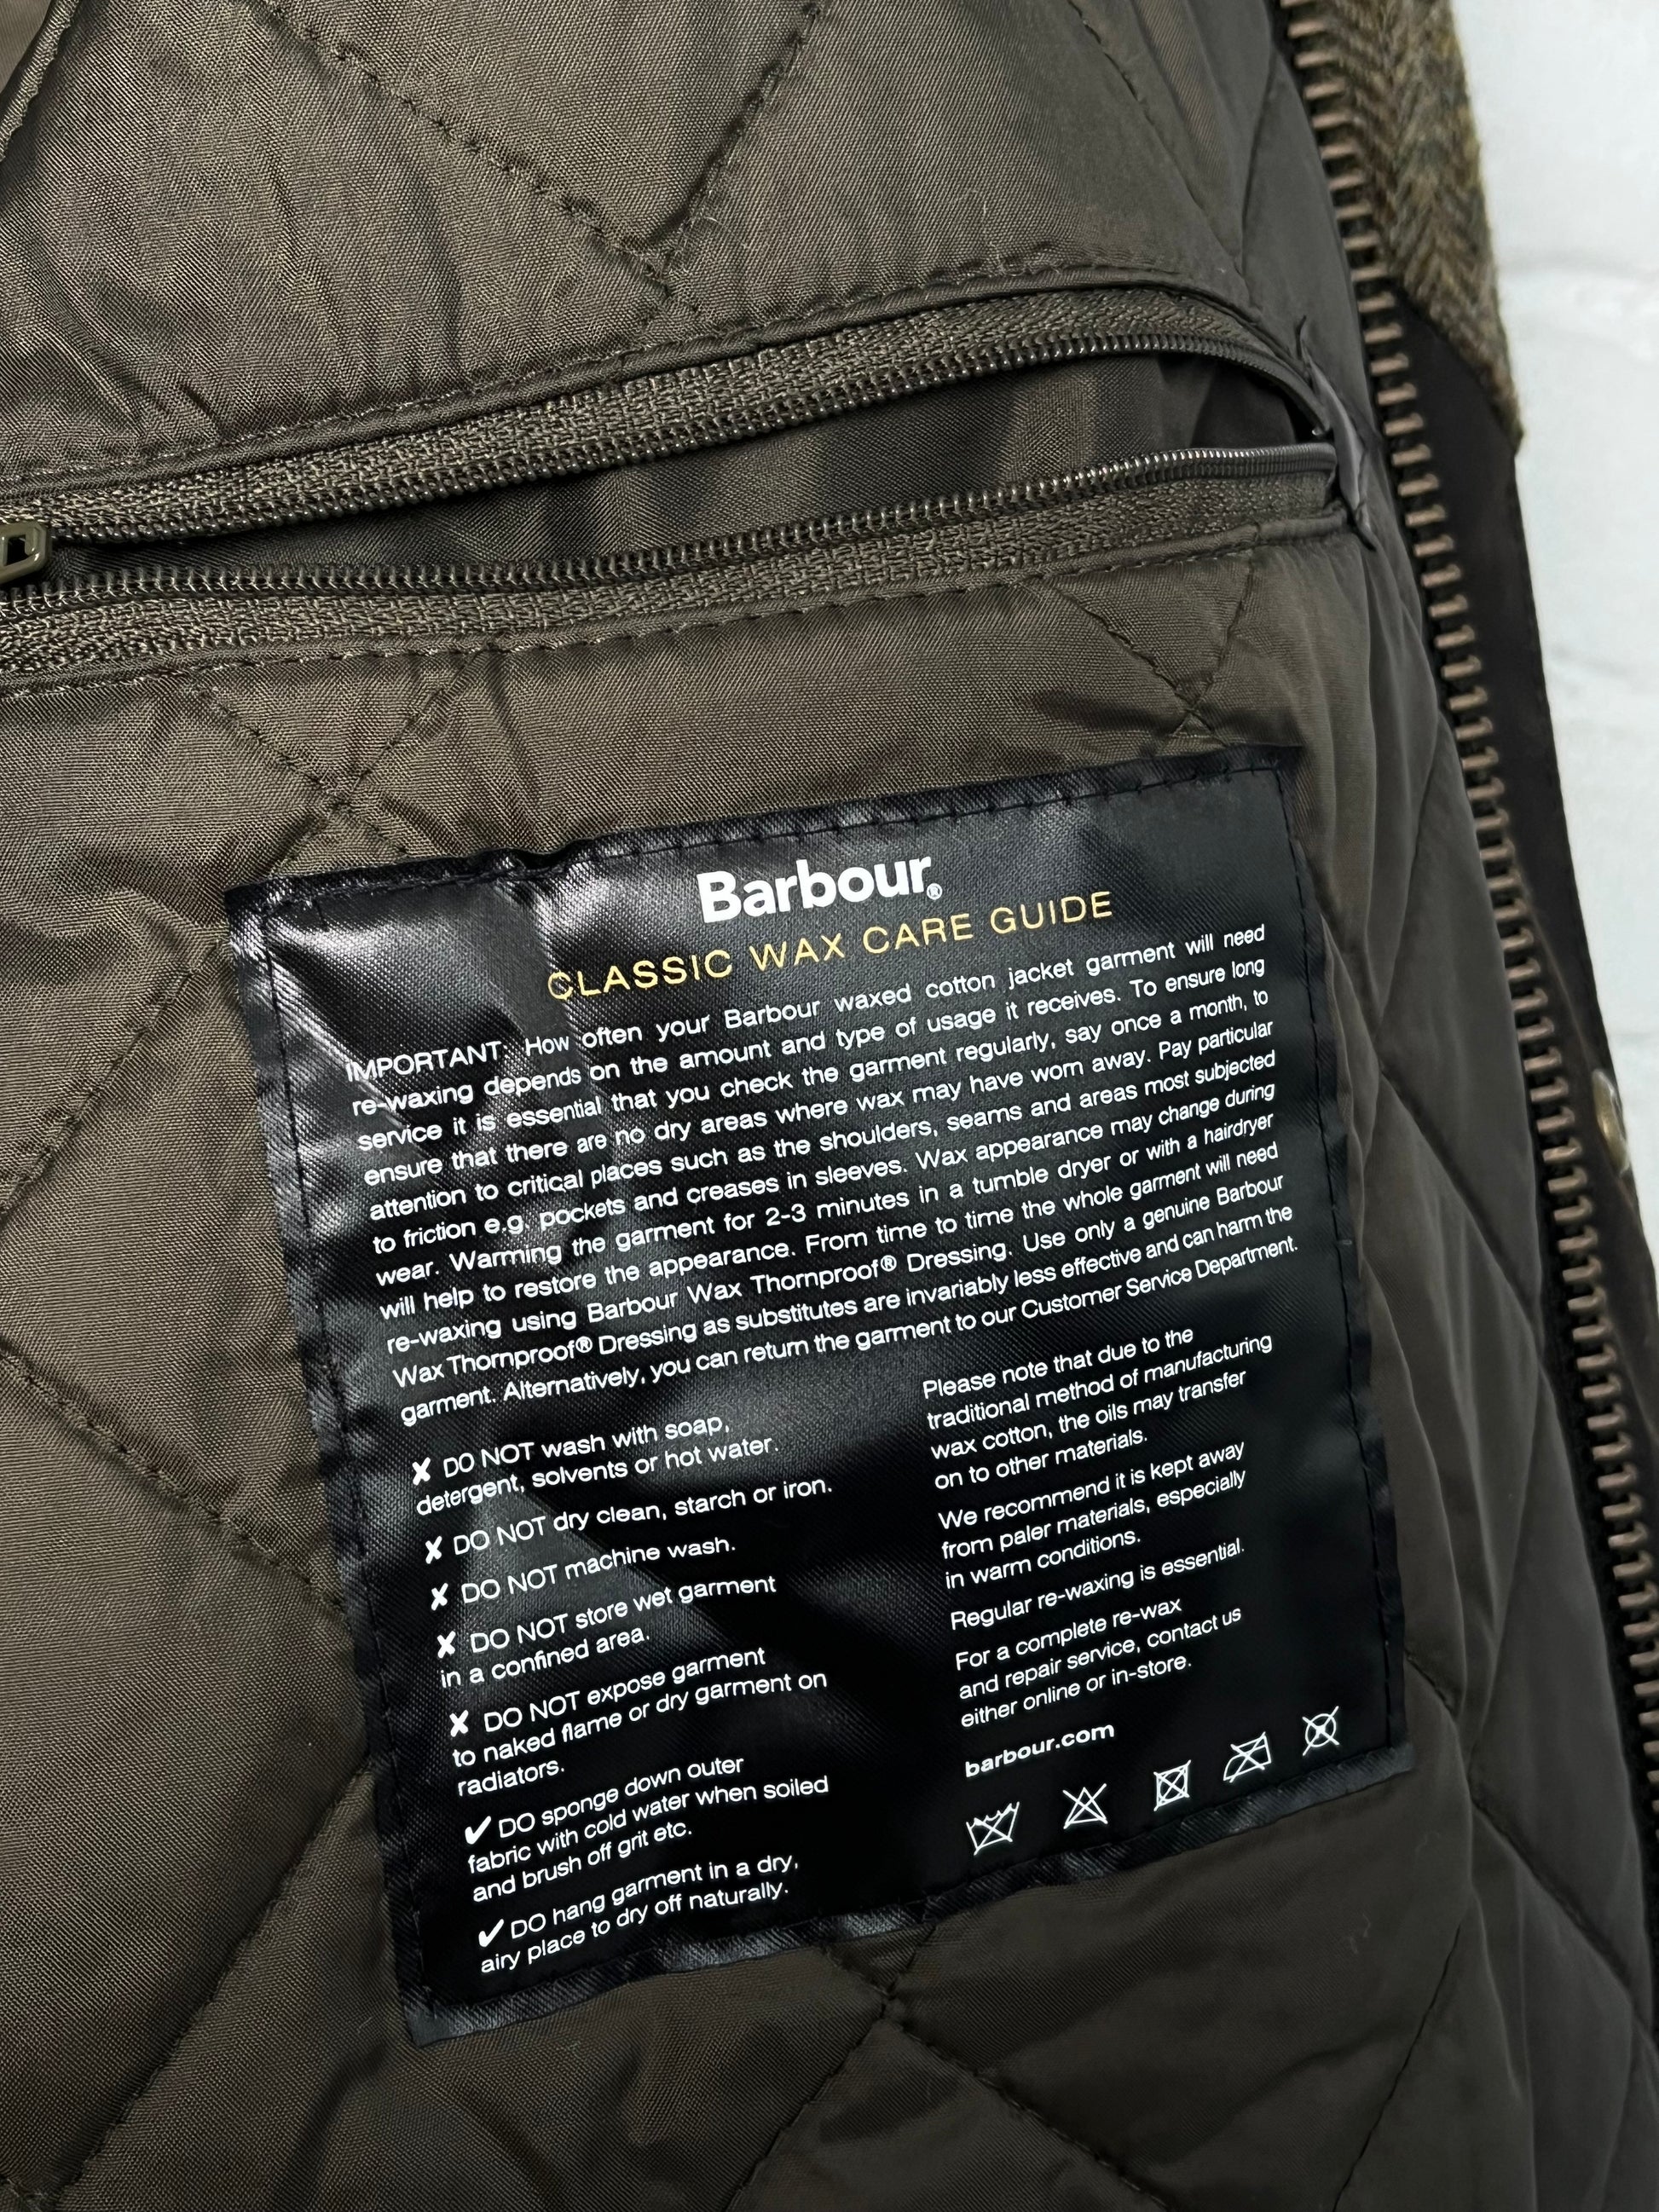 Barbour®
CLASSIC WAX CARE GUIDE
IMPORTANT: How often your Barbour waxed cotton jacket garment will need
re-waxing depends on the amount and type of usage it receives. To ensure long
service it is essential that you check the garment regularly, say once a month, to
ensure that there are no dry areas where wax may have worn away. Pay particular
attention to critical places such as the shoulders, seams and areas most subjected
to friction e.g. pockets and creases in sleeves. Wax appearance may change during
wear. Warming the garment for 2-3 minutes in a tumble dryer or with a hairdryer
will help to restore the appearance. From time to time the whole garment will need
re-waxing using Barbour Wax Thornproof® Dressing. Use only a genuine Barbour
Wax Thornproof® Dressing as substitutes are invariably less effective and can harm the
garment. Alternatively, you can return the garment to our Customer Service Department.
✘ DO NOT wash with soap,
detergent, solvents or hot water.
✘ DO NOT dry clean, starch or iron.
✘ DO NOT machine wash.
✘ DO NOT store wet garment
in a confined area.
✘ DO NOT expose garment
to naked flame or dry garment on
radiators.
✔ DO sponge down outer
fabric with cold water when soiled
and brush off grit etc.
✔ DO hang garment in a dry,
airy place to dry off naturally.
Please note that due to the
traditional method of manufacturing
wax cotton, the oils may transfer
on to other materials.
We recommend it is kept away
from paler materials, especially
in warm conditions.
Regular re-waxing is essential.
For a complete re-wax
and repair service, contact us
either online or in-store.
barbour.com